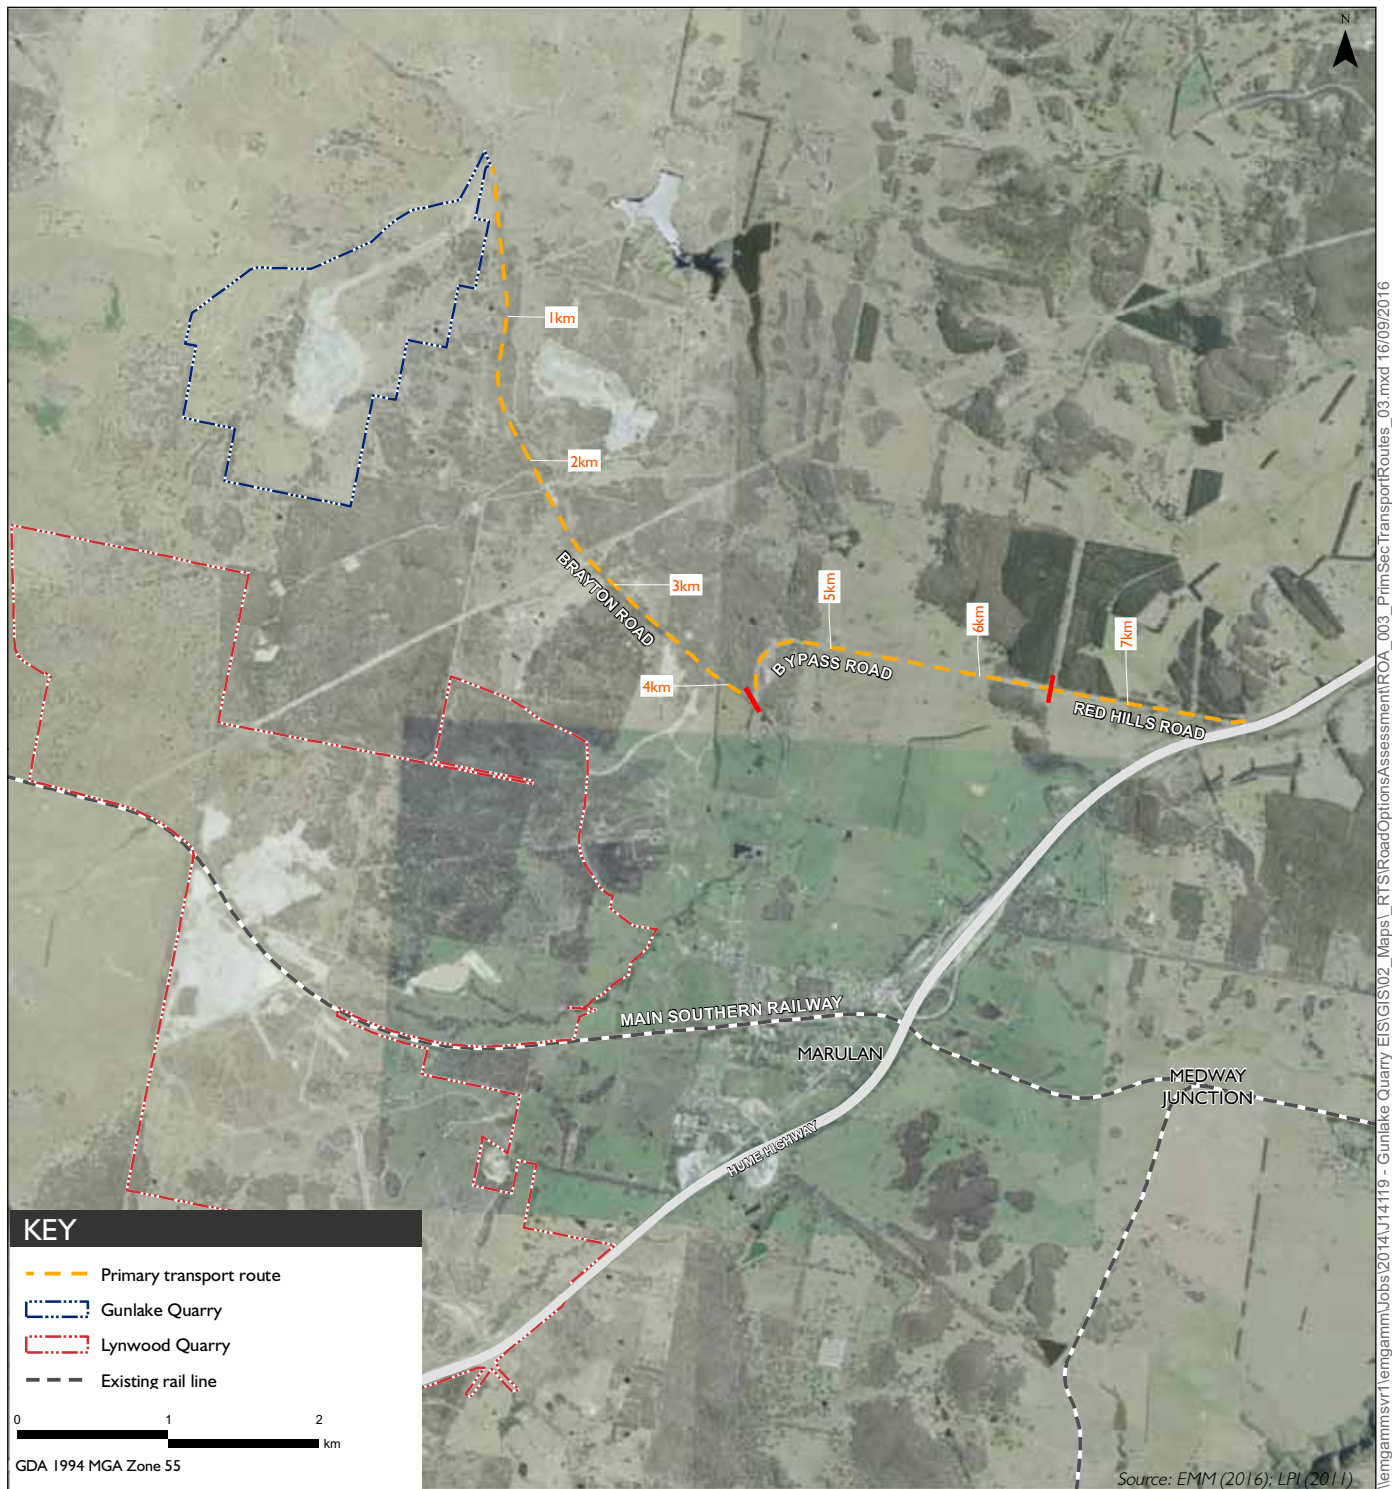 N
1km
2km
BRAYTON ROAD
3km
4km
5km
BYPASS ROAD
6km
7km
RED HILLS ROAD
MAIN SOUTHERN RAILWAY
MARULAN
MEDWAY
JUNCTION
HUME HIGHWAY
KEY
Primary transport route
Gunlake Quarry
Lynwood Quarry
Existing rail line
0 1 2
km
GDA 1994 MGA Zone 55
Source: EMM (2016); LPI (2011)
\\emgammsvr1\emgamm\Jobs\2014\J14119 - Gunlake Quarry EIS\GIS\02_Maps\_RTS\RoadOptionsAssessment\ROA_003_PrimSecTransportRoutes_03.mxd 16/09/2016